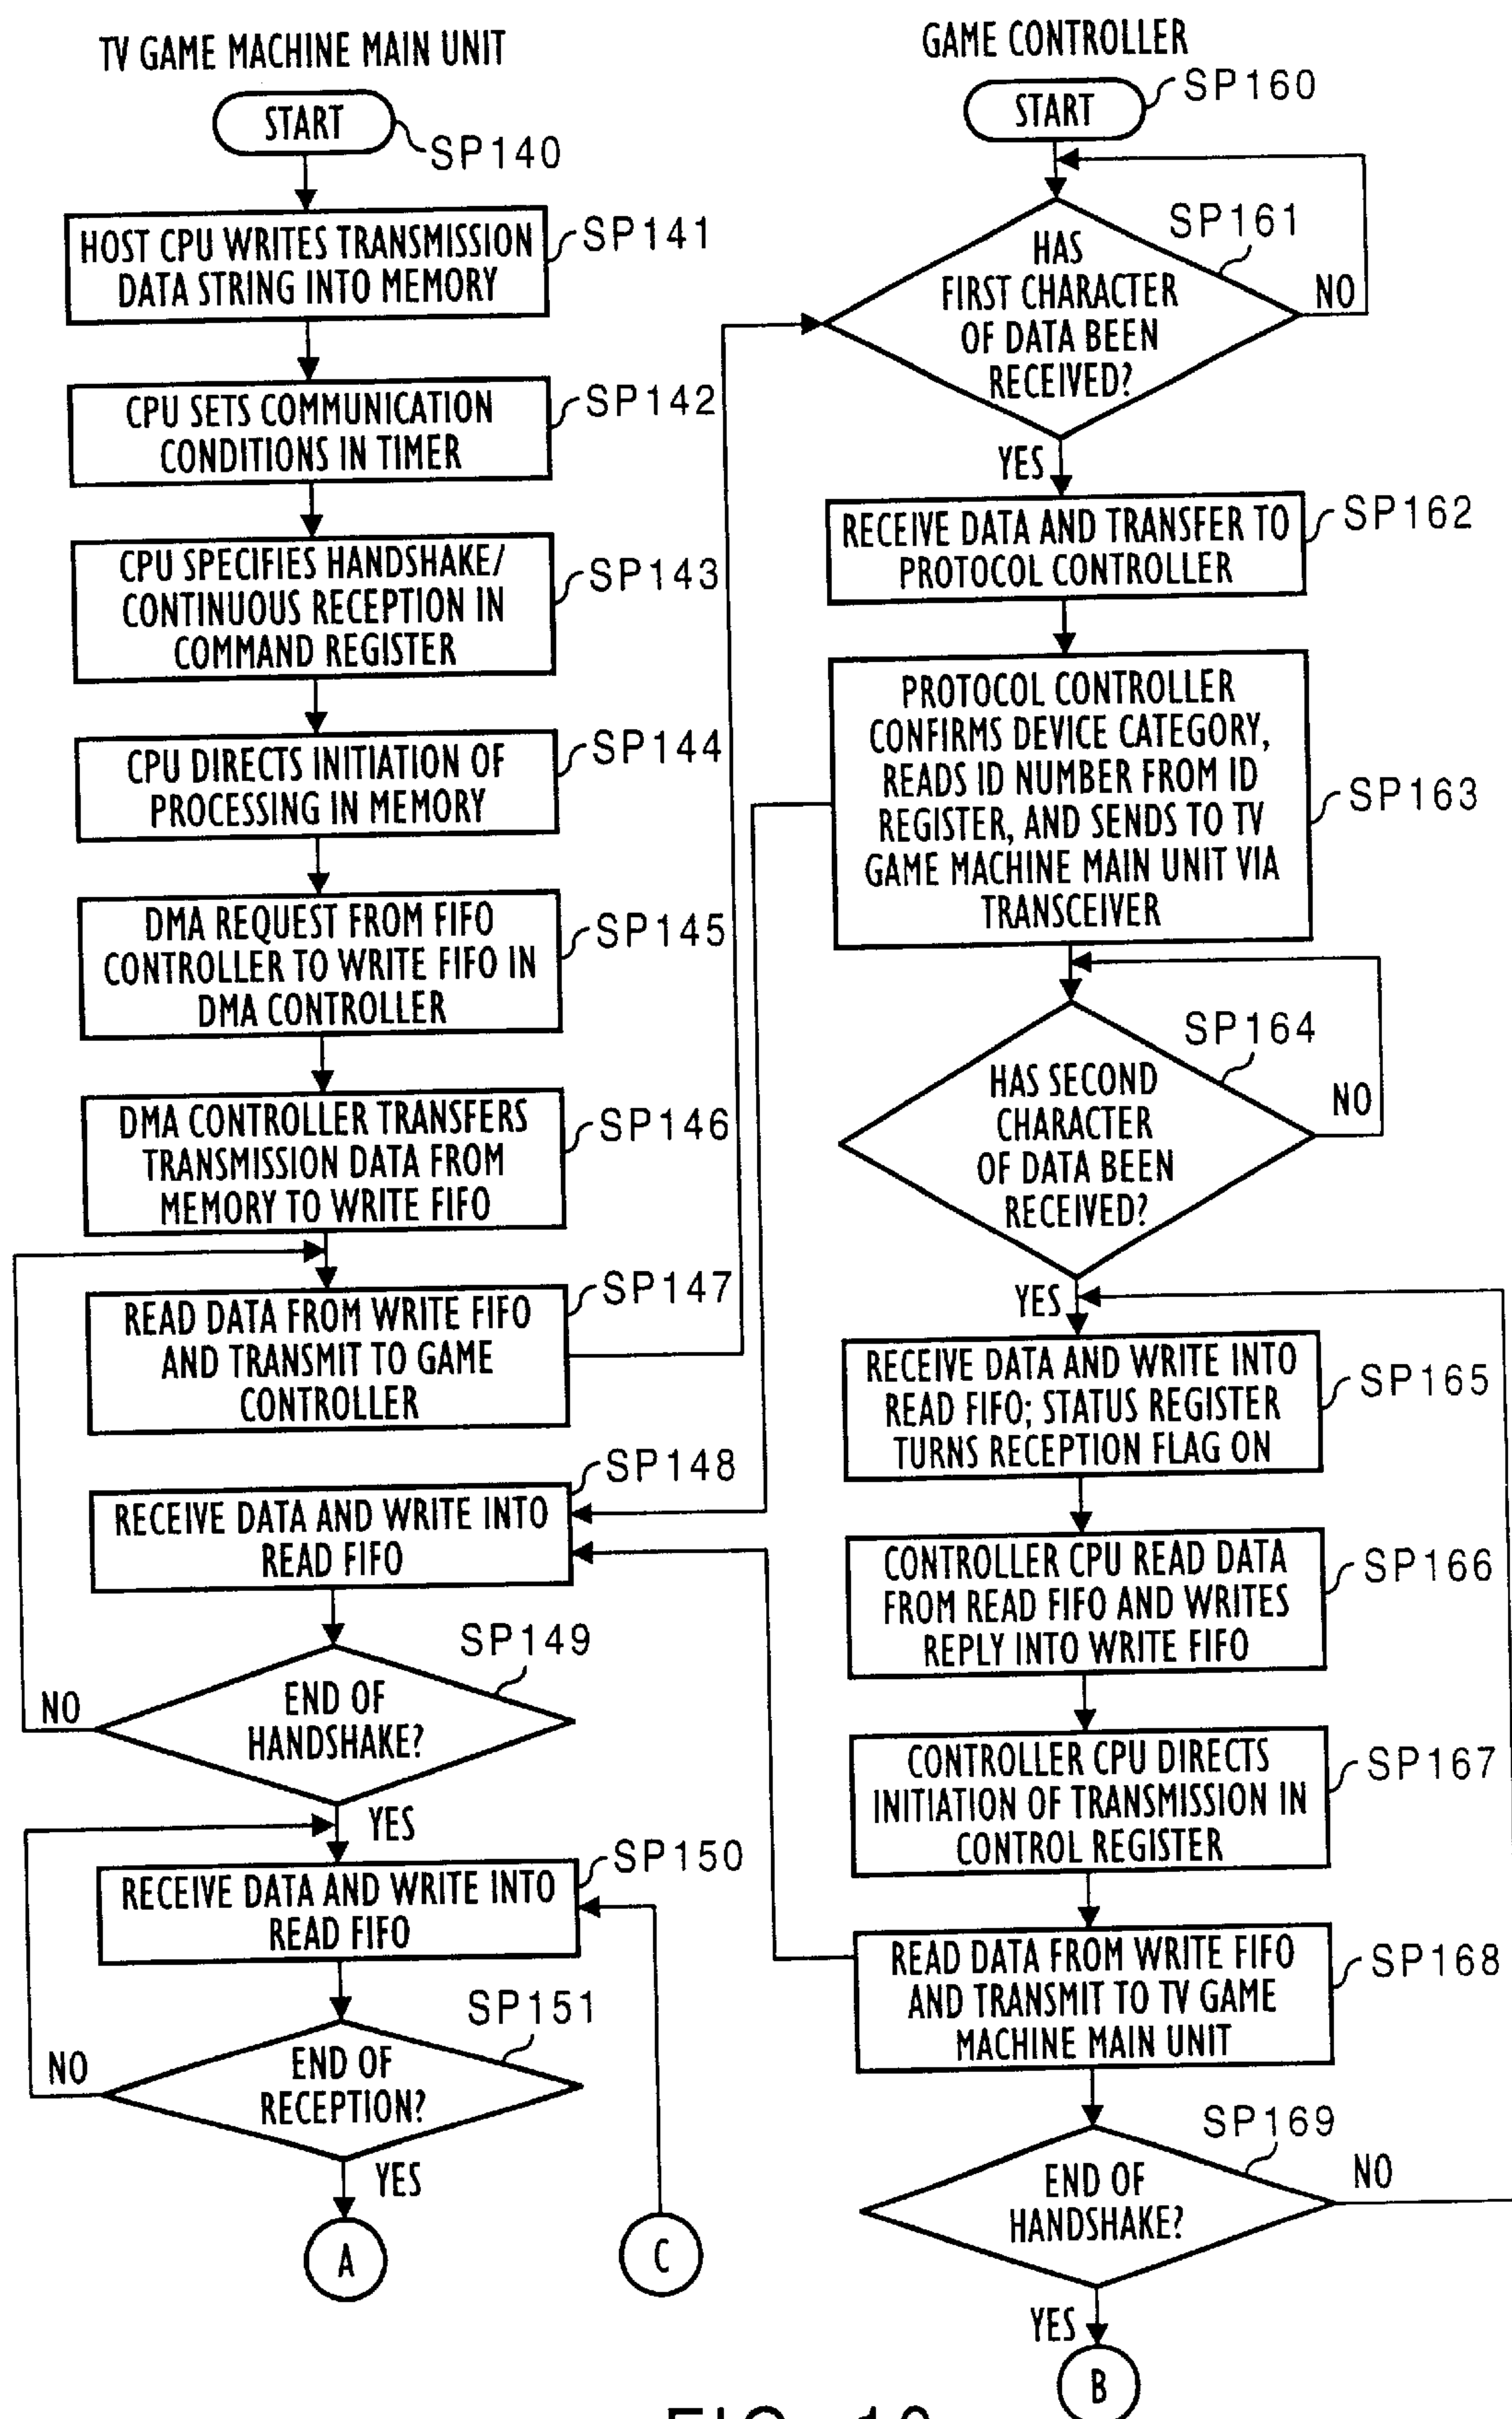 TV GAME MACHINE MAIN UNIT
START
SP140
HOST CPU WRITES TRANSMISSION
DATA STRING INTO MEMORY
SP141
CPU SETS COMMUNICATION
CONDITIONS IN TIMER
SP142
CPU SPECIFIES HANDSHAKE/
CONTINUOUS RECEPTION IN
COMMAND REGISTER
SP143
CPU DIRECTS INITIATION OF
PROCESSING IN MEMORY
SP144
DMA REQUEST FROM FIFO
CONTROLLER TO WRITE FIFO IN
DMA CONTROLLER
SP145
DMA CONTROLLER TRANSFERS
TRANSMISSION DATA FROM
MEMORY TO WRITE FIFO
SP146
READ DATA FROM WRITE FIFO
AND TRANSMIT TO GAME
CONTROLLER
SP147
SP148
RECEIVE DATA AND WRITE INTO
READ FIFO
SP149
END OF
HANDSHAKE?
NO
YES
SP150
RECEIVE DATA AND WRITE INTO
READ FIFO
SP151
END OF
RECEPTION?
NO
YES
A
C
GAME CONTROLLER
START
SP160
SP161
HAS
FIRST CHARACTER
OF DATA BEEN
RECEIVED?
NO
YES
RECEIVE DATA AND TRANSFER TO
PROTOCOL CONTROLLER
SP162
PROTOCOL CONTROLLER
CONFIRMS DEVICE CATEGORY,
READS ID NUMBER FROM ID
REGISTER, AND SENDS TO TV
GAME MACHINE MAIN UNIT VIA
TRANSCEIVER
SP163
SP164
HAS SECOND
CHARACTER
OF DATA BEEN
RECEIVED?
NO
YES
RECEIVE DATA AND WRITE INTO
READ FIFO; STATUS REGISTER
TURNS RECEPTION FLAG ON
SP165
CONTROLLER CPU READ DATA
FROM READ FIFO AND WRITES
REPLY INTO WRITE FIFO
SP166
CONTROLLER CPU DIRECTS
INITIATION OF TRANSMISSION IN
CONTROL REGISTER
SP167
READ DATA FROM WRITE FIFO
AND TRANSMIT TO TV GAME
MACHINE MAIN UNIT
SP168
SP169
END OF
HANDSHAKE?
NO
YES
B